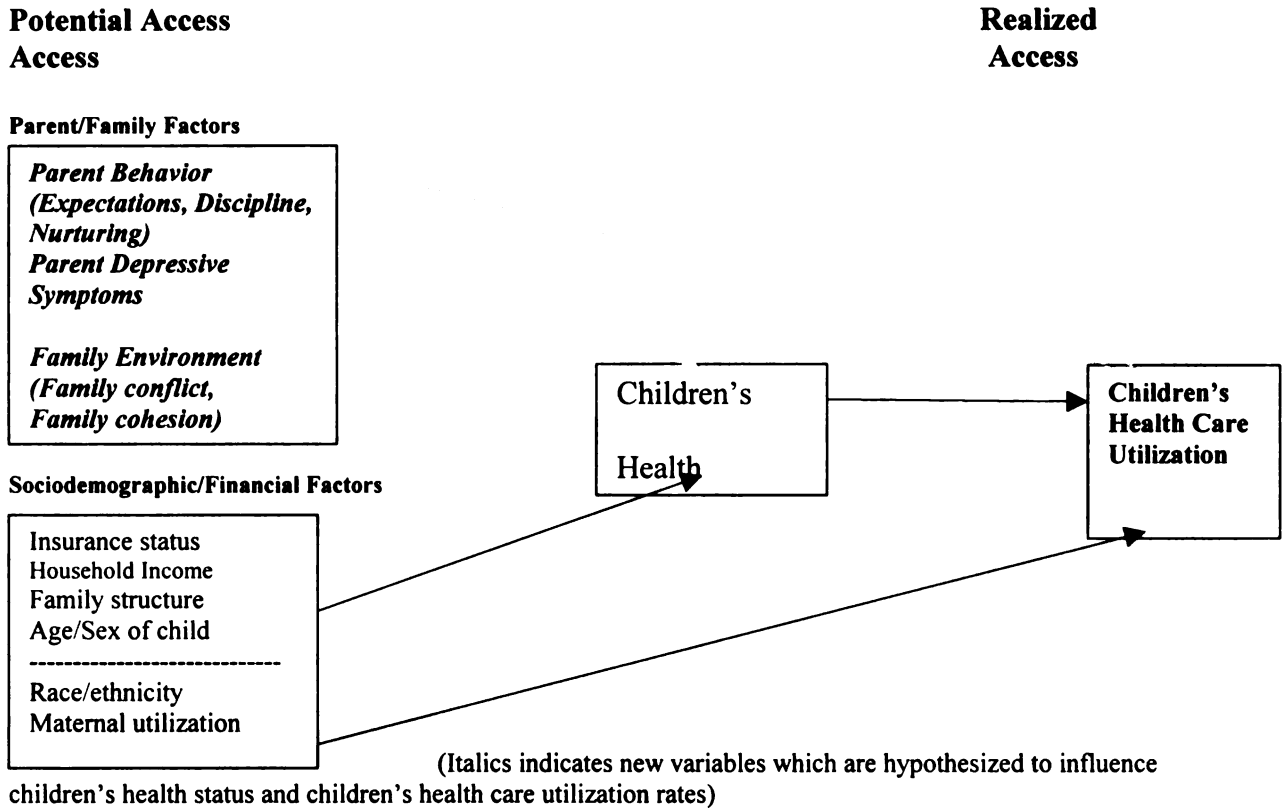 Potential Access
Access
Realized
Access
Parent/Family Factors
Parent Behavior
(Expectations, Discipline,
Nurturing)
Parent Depressive
Symptoms
Family Environment
(Family conflict,
Family cohesion)
Children's
Health
Children's
Health Care
Utilization
Sociodemographic/Financial Factors
Insurance status
Household Income
Family structure
Age/Sex of child
-----------------------------
Race/ethnicity
Maternal utilization
(Italics indicates new variables which are hypothesized to influence
children's health status and children's health care utilization rates)